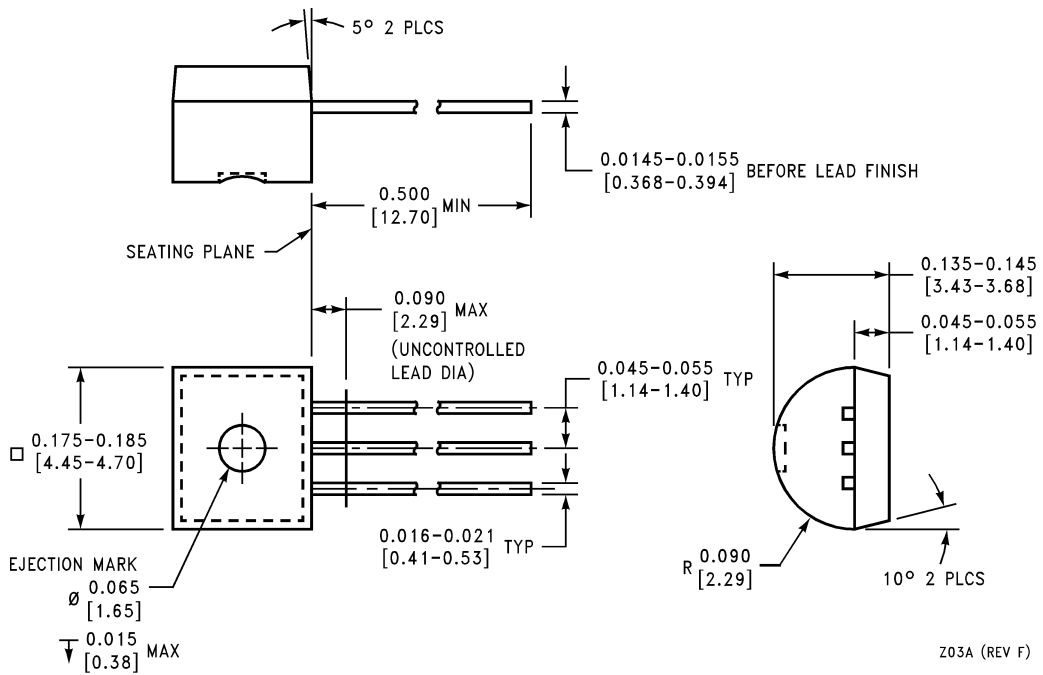 5° 2 PLCS
0.0145-0.0155
[0.368-0.394]
BEFORE LEAD FINISH
0.500
[12.70]
MIN
SEATING PLANE
0.135-0.145
[3.43-3.68]
0.090
[2.29]
MAX
(UNCONTROLLED
LEAD DIA)
0.045-0.055
[1.14-1.40]
0.045-0.055
[1.14-1.40]
TYP
0.175-0.185
[4.45-4.70]
0.016-0.021
[0.41-0.53]
TYP
EJECTION MARK
Ø 0.065
[1.65]
0.015
[0.38]
MAX
R 0.090
[2.29]
10° 2 PLCS
Z03A (REV F)